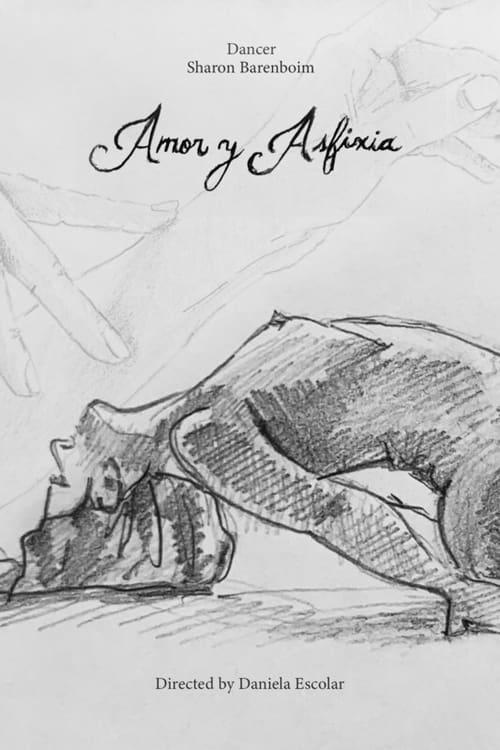 Dancer
Sharon Barenboim
Amor y Asfixia
Directed by Daniela Escolar